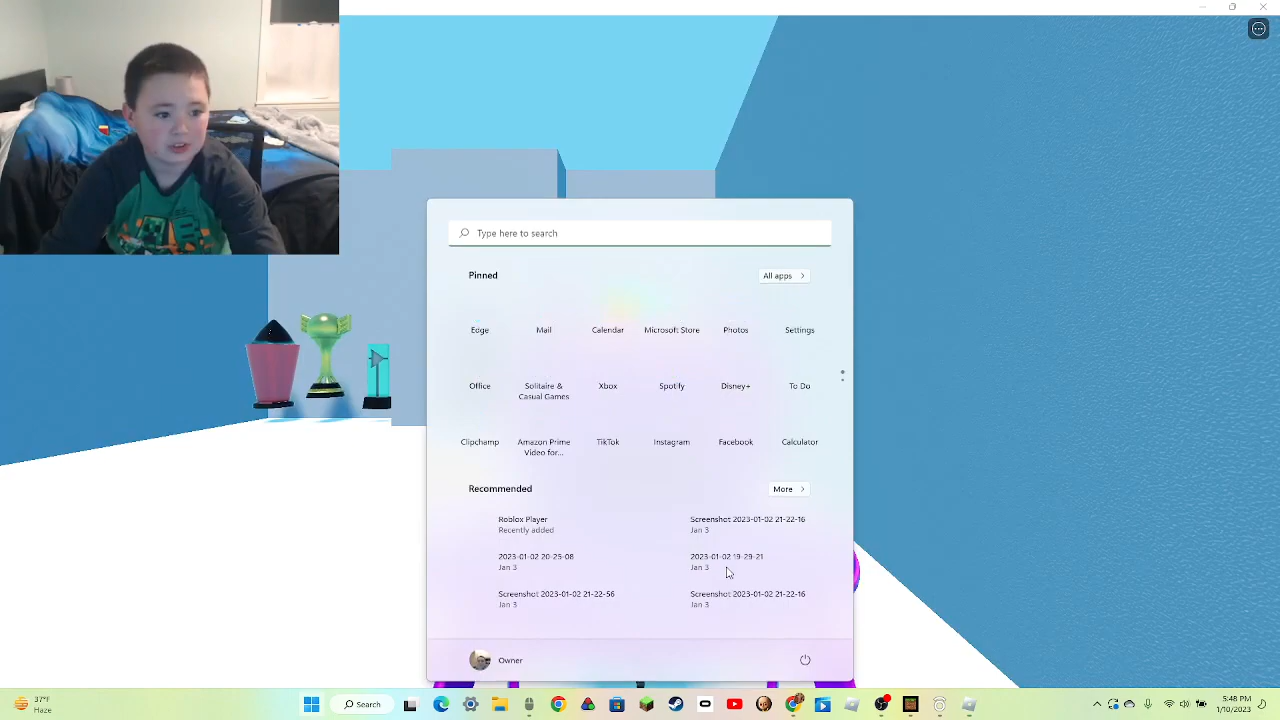 Type here to search
Pinned
All apps
Edge
Mail
Calendar
Microsoft Store
Photos
Settings
Office
Solitaire &
Casual Games
Xbox
Spotify
Disney+
To Do
Clipchamp
Amazon Prime
Video for...
TikTok
Instagram
Facebook
Calculator
Recommended
More
Roblox Player
Recently added
Screenshot 2023-01-02 21-22-16
Jan 3
2023-01-02 20-25-08
Jan 3
2023-01-02 19-29-21
Jan 3
Screenshot 2023-01-02 21-22-56
Jan 3
Screenshot 2023-01-02 21-22-16
Jan 3
Owner
37°F
Haze
Search
5:48 PM
1/10/2023